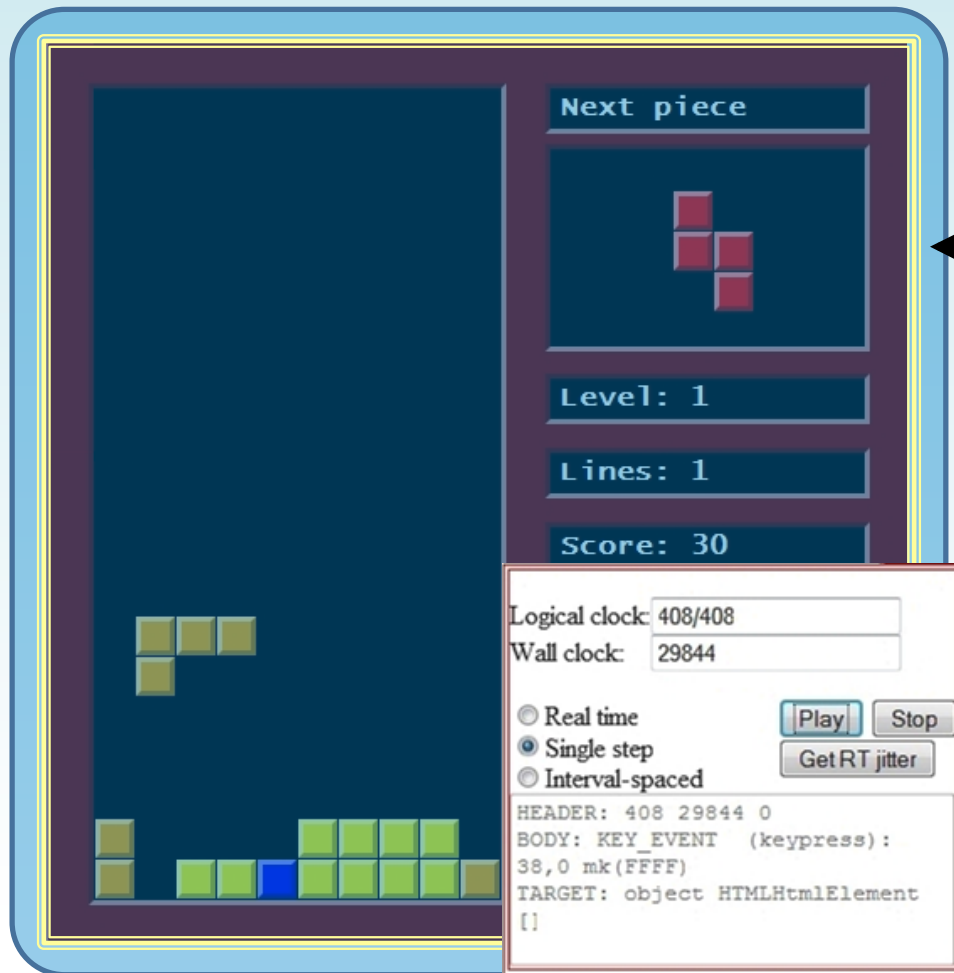 Next piece
Level: 1
Lines: 1
Score: 30
Logical clock: 408/408
Wall clock: 29844
Real time
Play Stop
Single step
Get RT jitter
Interval-spaced
HEADER: 408 29844 0
BODY: KEY_EVENT (keypress):
38,0 mk(FFFF)
TARGET: object HTMLHtmlElement
[]